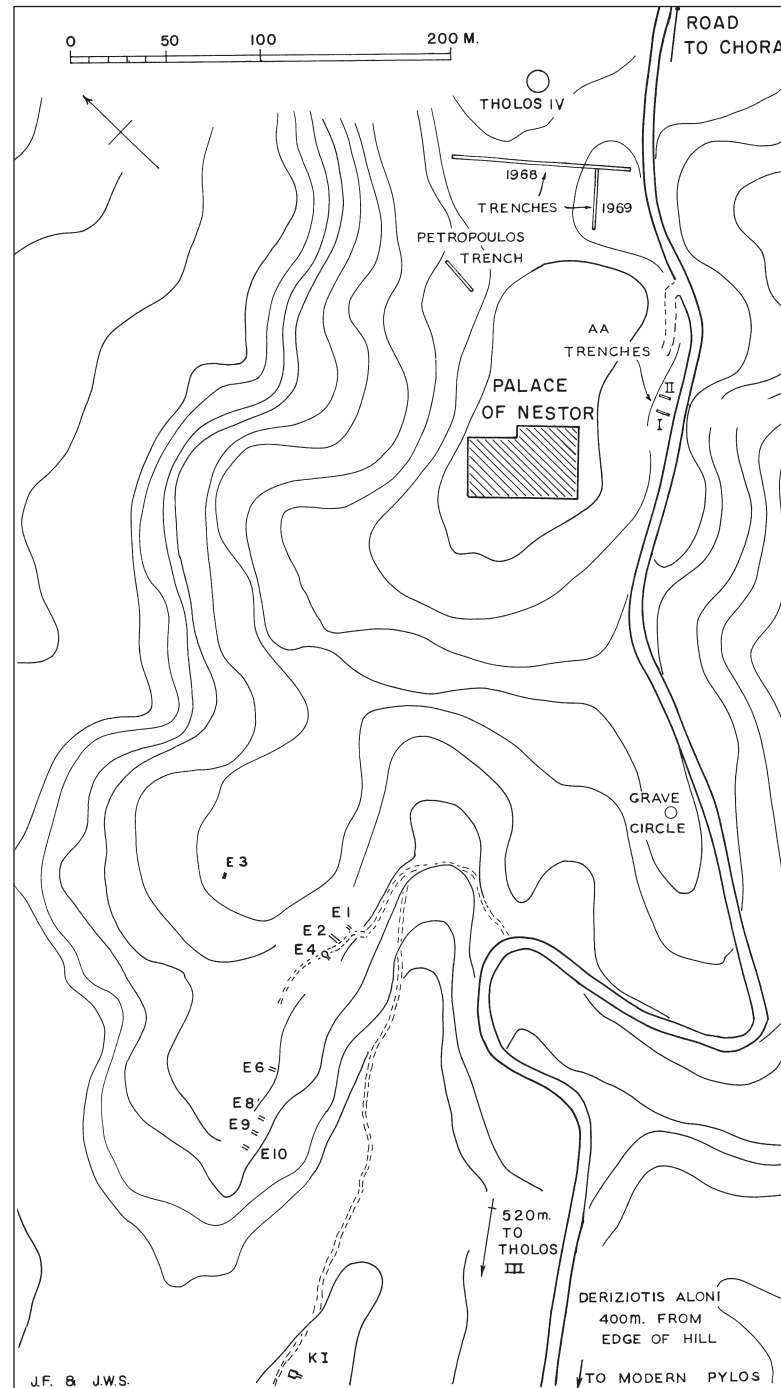 0 50 100 200 M.
ROAD
TO CHORA
THOLOS IV
1968
TRENCHES
1969
PETROPOULOS
TRENCH
AA
TRENCHES
II
I
PALACE
OF NESTOR
GRAVE
CIRCLE
E3
E1
E2
E4
E6
E8
E9
E10
520m.
TO
THOLOS
III
DERIZIOTIS ALONI
400M. FROM
EDGE OF HILL
K1
J.F. & J.W.S.
TO MODERN PYLOS